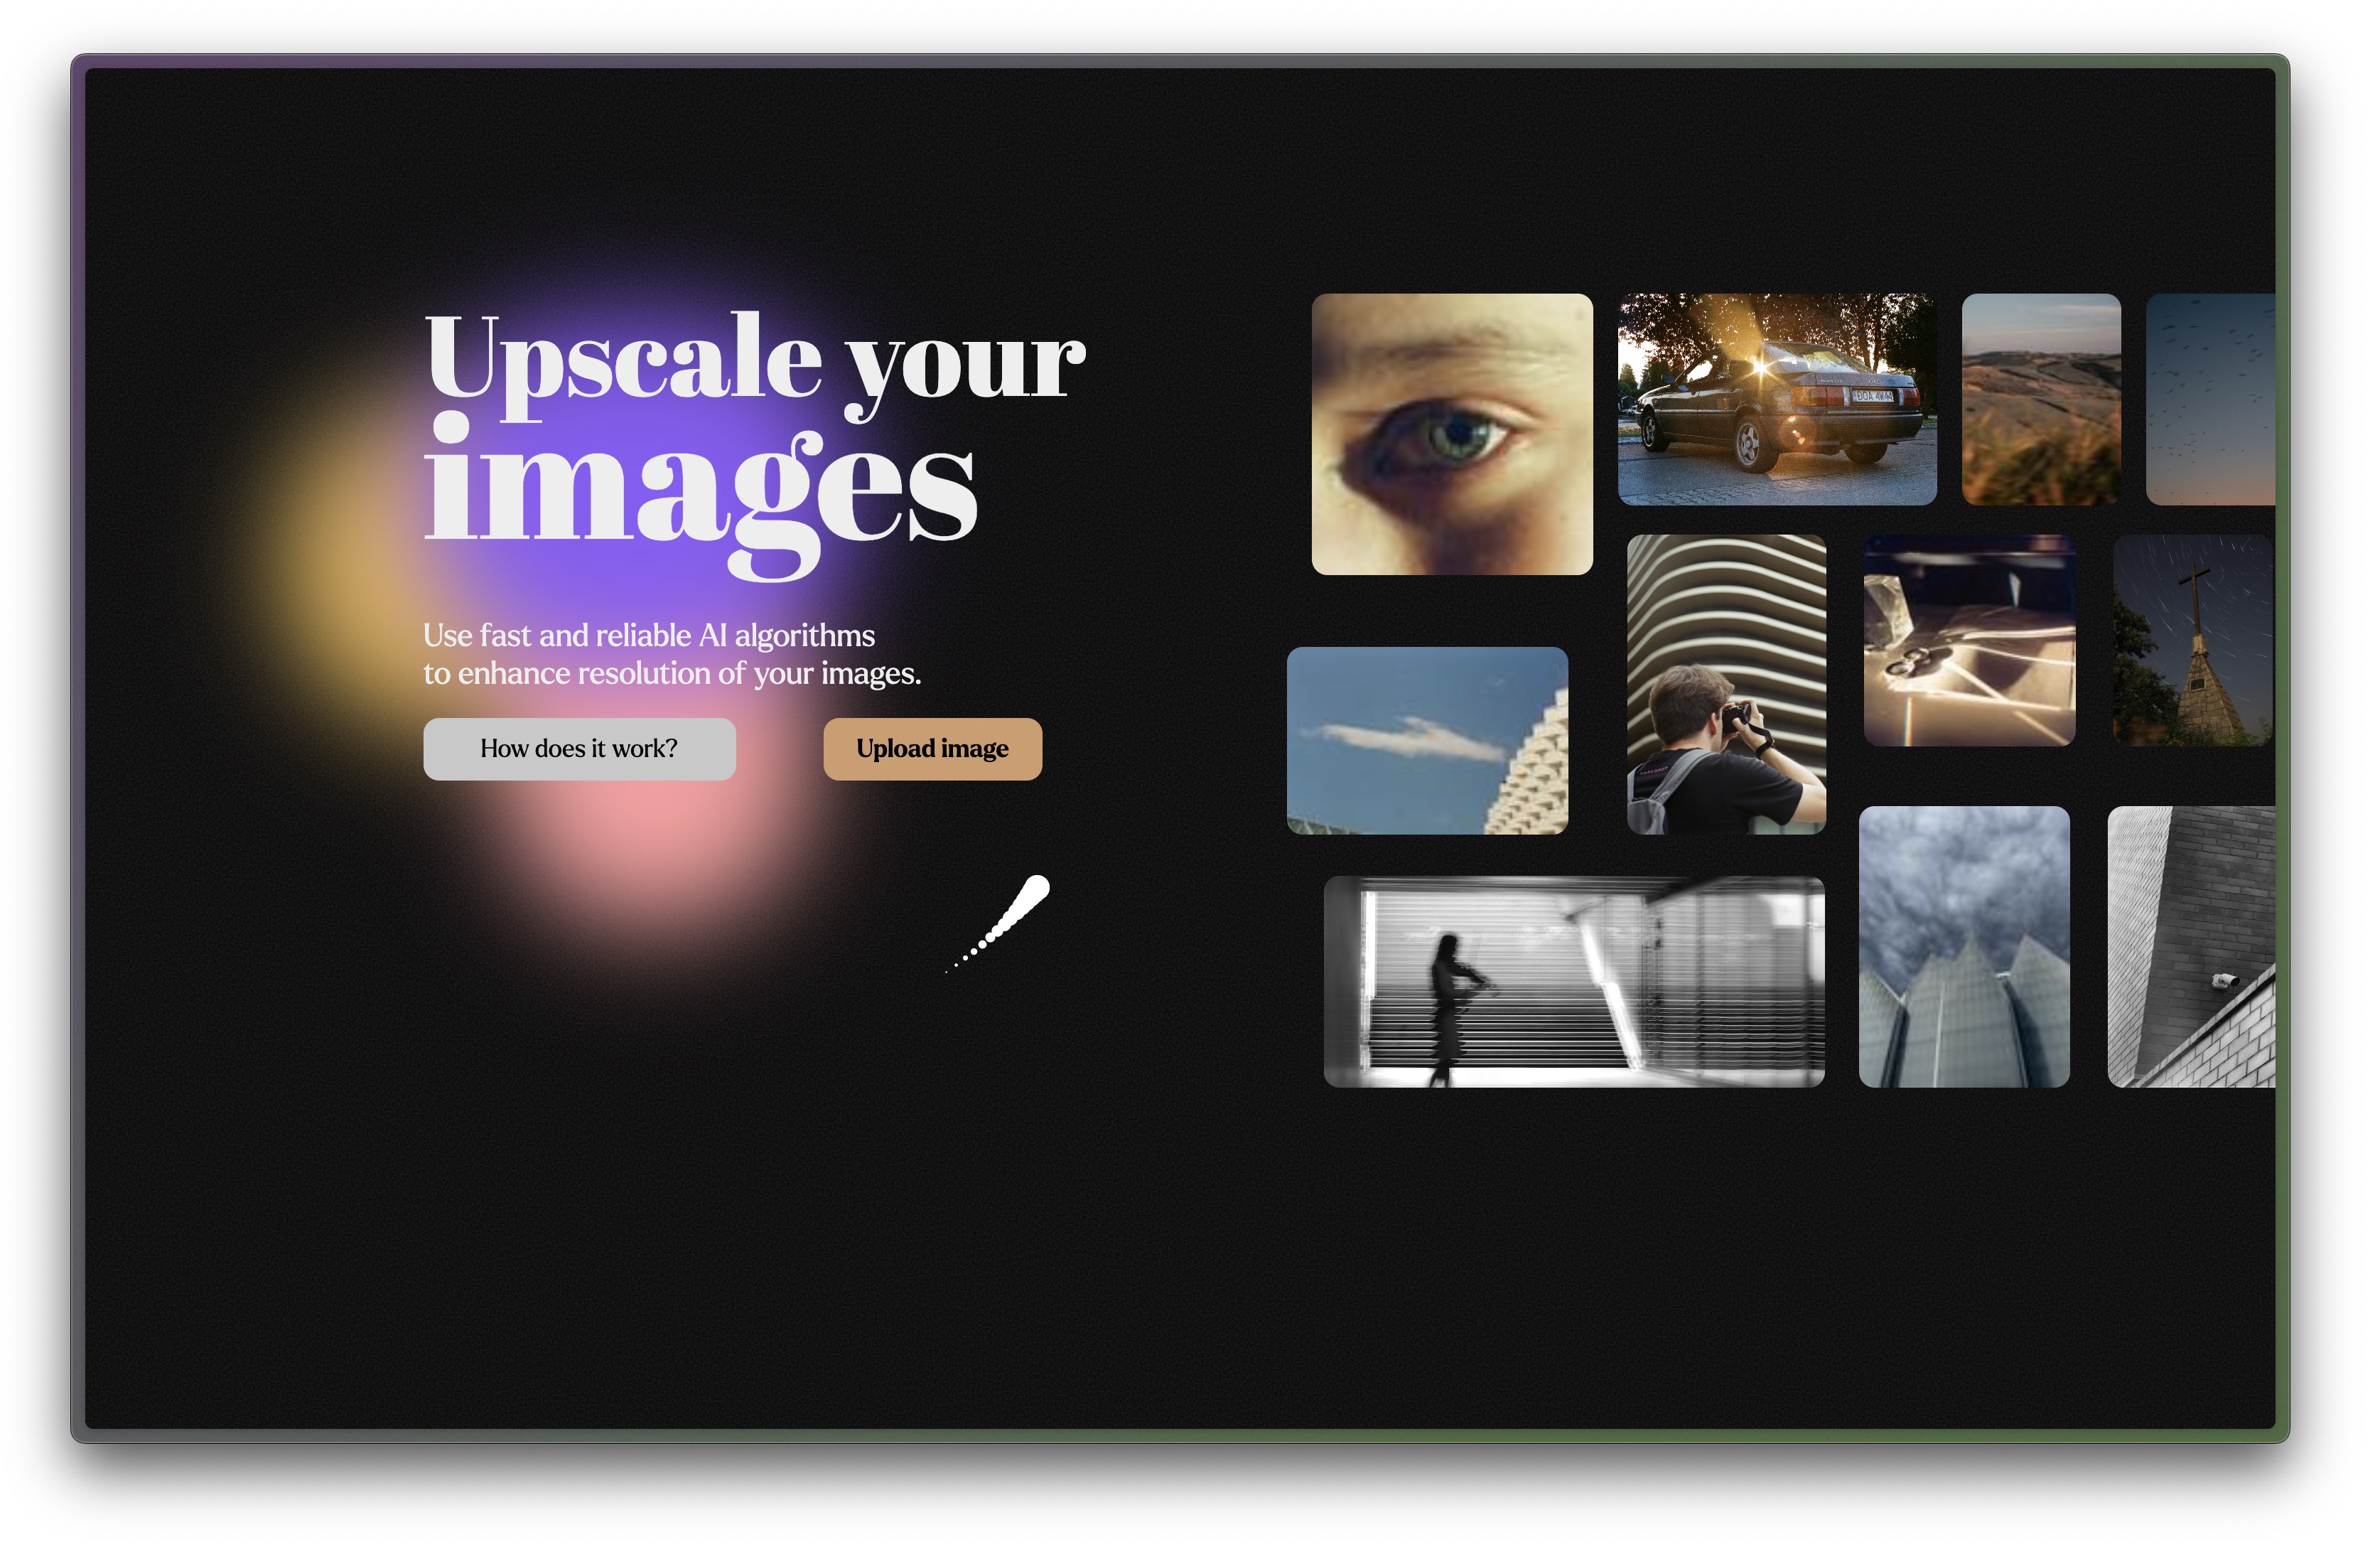 Upscale your
images
Use fast and reliable AI algorithms
to enhance resolution of your images.
How does it work?
Upload image